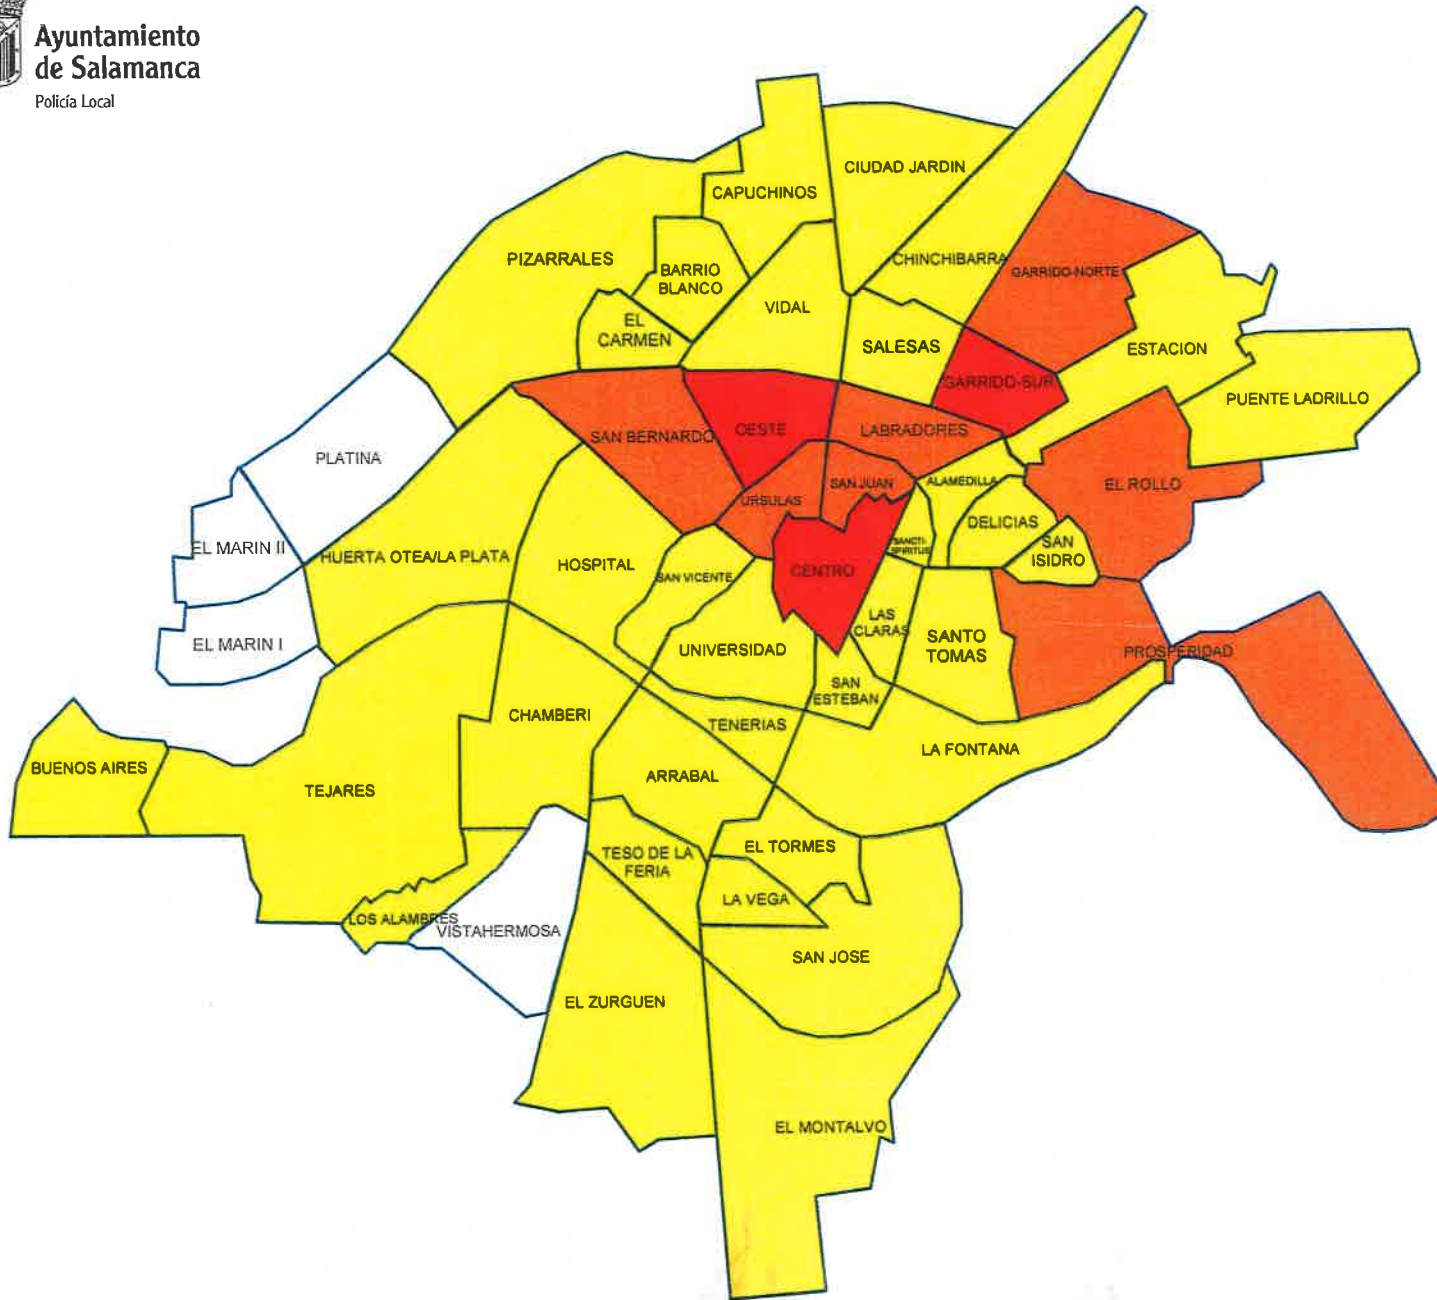 Ayuntamiento
de Salamanca
Policía Local
CIUDAD JARDIN
CAPUCHINOS
PIZARRALES
CHINCHIBARRA
BARRIO
BLANCO
GARRIDO-NORTE
VIDAL
EL
CARMEN
SALESAS
ESTACION
GARRIDO-SUR
PUENTE LADRILLO
SAN BERNARDO
OESTE
LABRADORES
PLATINA
URSULAS
SAN JUAN
ALAMEDILLA
EL ROLLO
DELICIAS
EL MARIN II
HUERTA OTEA/LA PLATA
HOSPITAL
SANCTI-
SPIRITUS
SAN
ISIDRO
SAN VICENTE
CENTRO
EL MARIN I
LAS
CLARAS
SANTO
TOMAS
UNIVERSIDAD
PROSPERIDAD
SAN
ESTEBAN
CHAMBERI
TENERIAS
LA FONTANA
BUENOS AIRES
ARRABAL
TEJARES
TESO DE LA
FERIA
EL TORMES
LA VEGA
LOS ALAMBRES
VISTAHERMOSA
SAN JOSE
EL ZURGUEN
EL MONTALVO